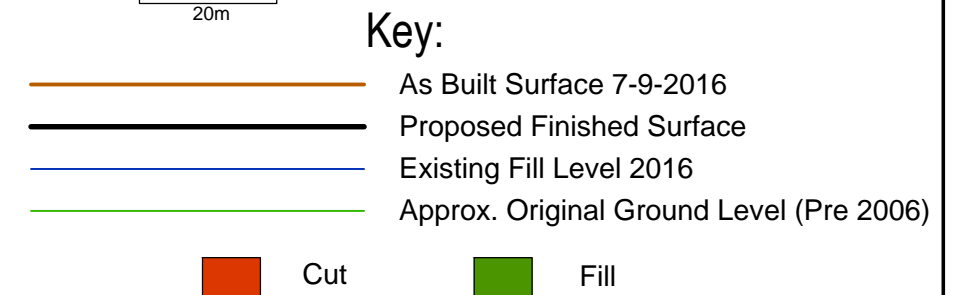 20m
Key:
As Built Surface 7-9-2016
Proposed Finished Surface
Existing Fill Level 2016
Approx. Original Ground Level (Pre 2006)
Cut Fill